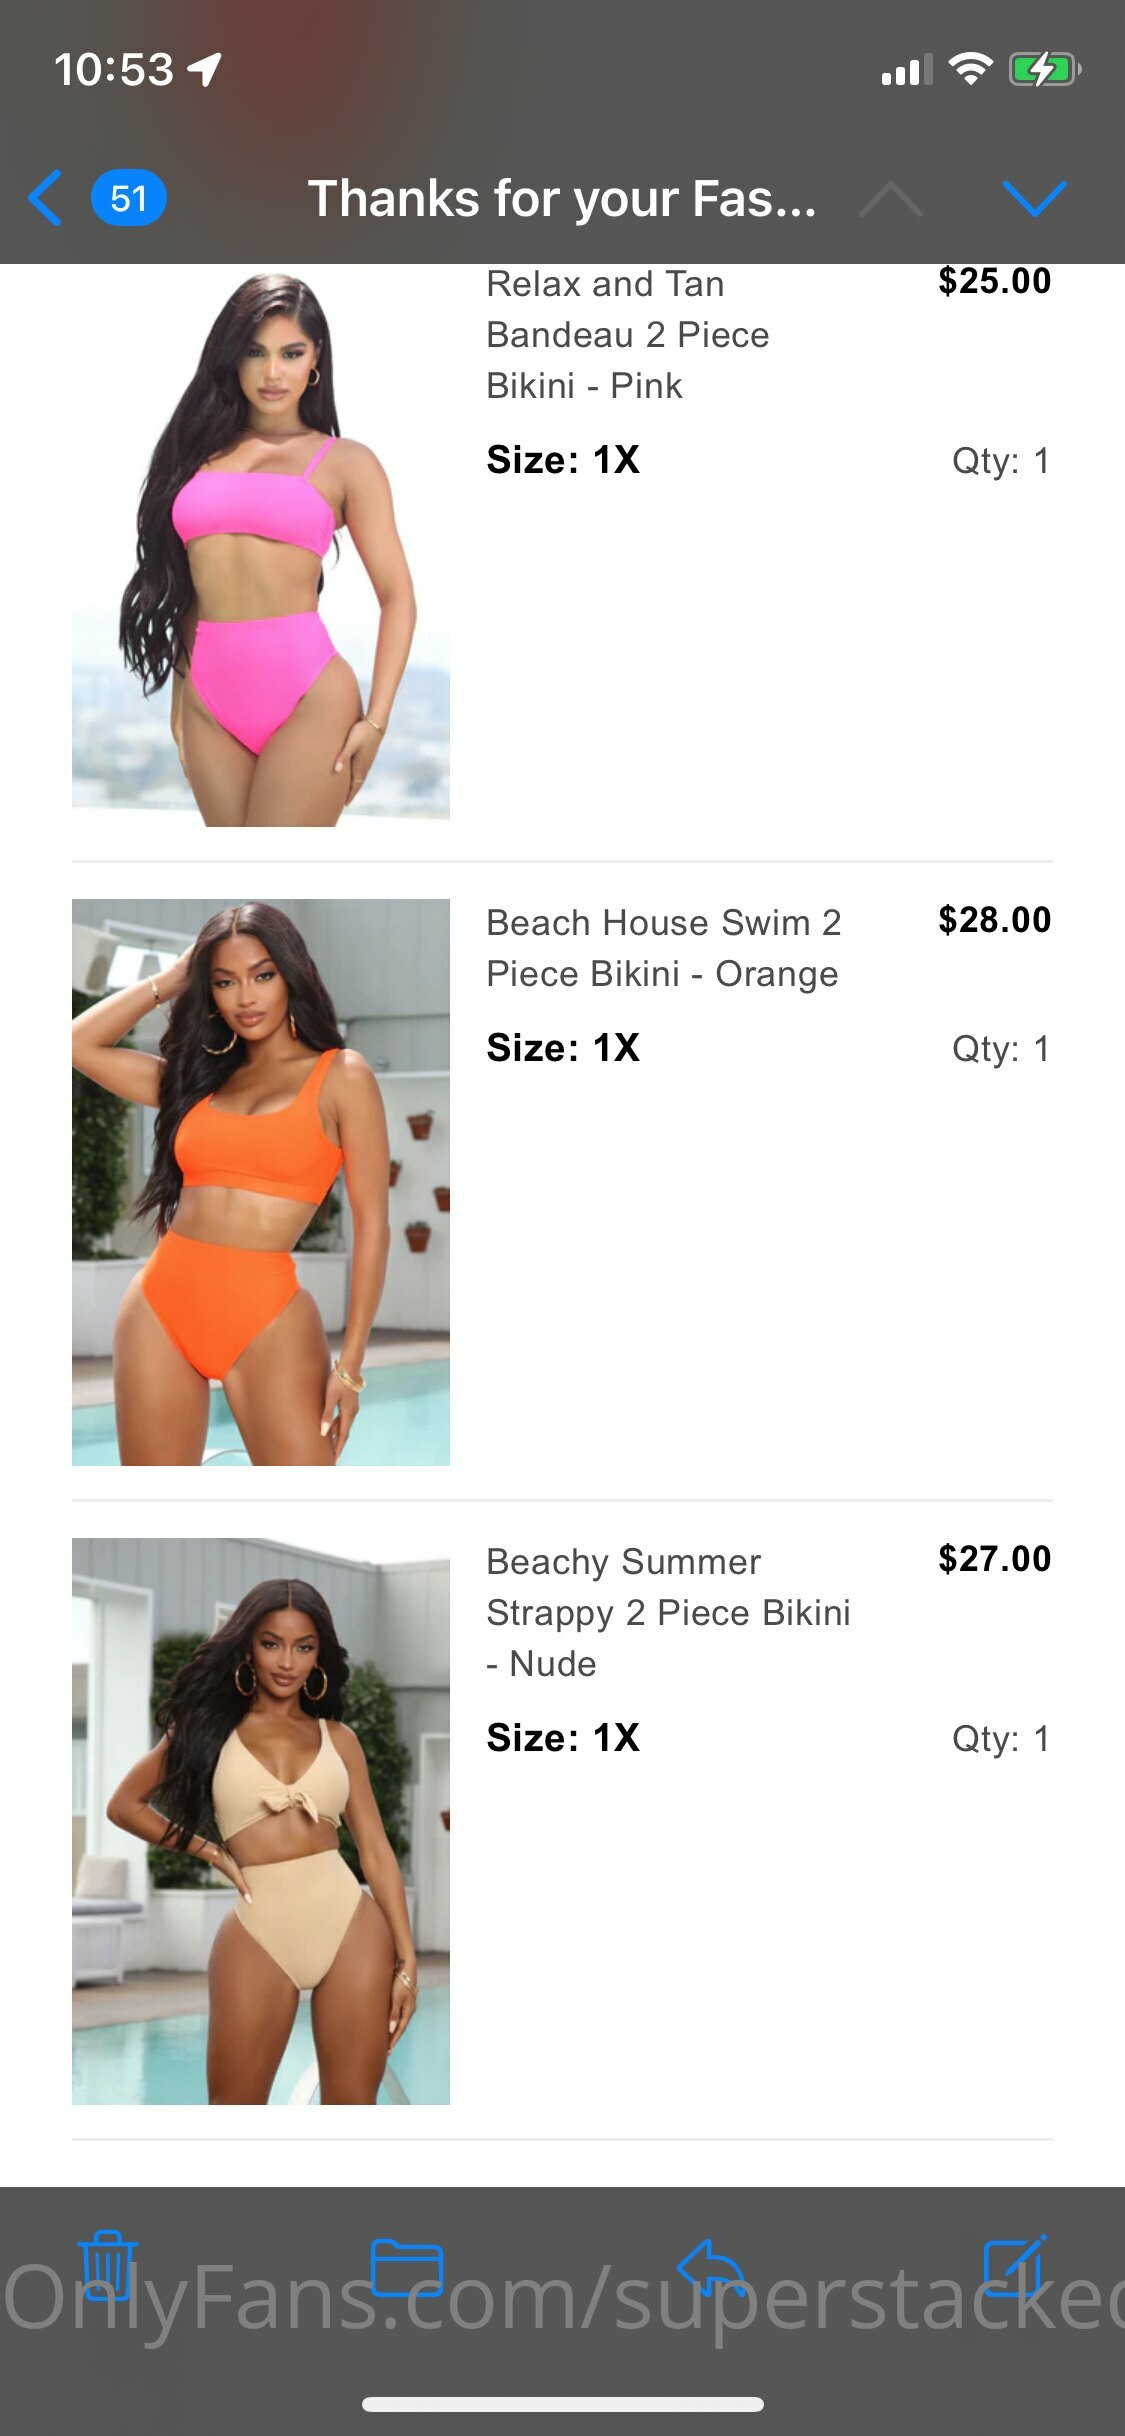 10:53
51
Thanks for your Fas...
Relax and Tan
Bandeau 2 Piece
Bikini - Pink
$25.00
Size: 1X
Qty: 1
Beach House Swim 2
Piece Bikini - Orange
$28.00
Size: 1X
Qty: 1
Beachy Summer
Strappy 2 Piece Bikini
- Nude
$27.00
Size: 1X
Qty: 1
OnlyFans.com/superstacked